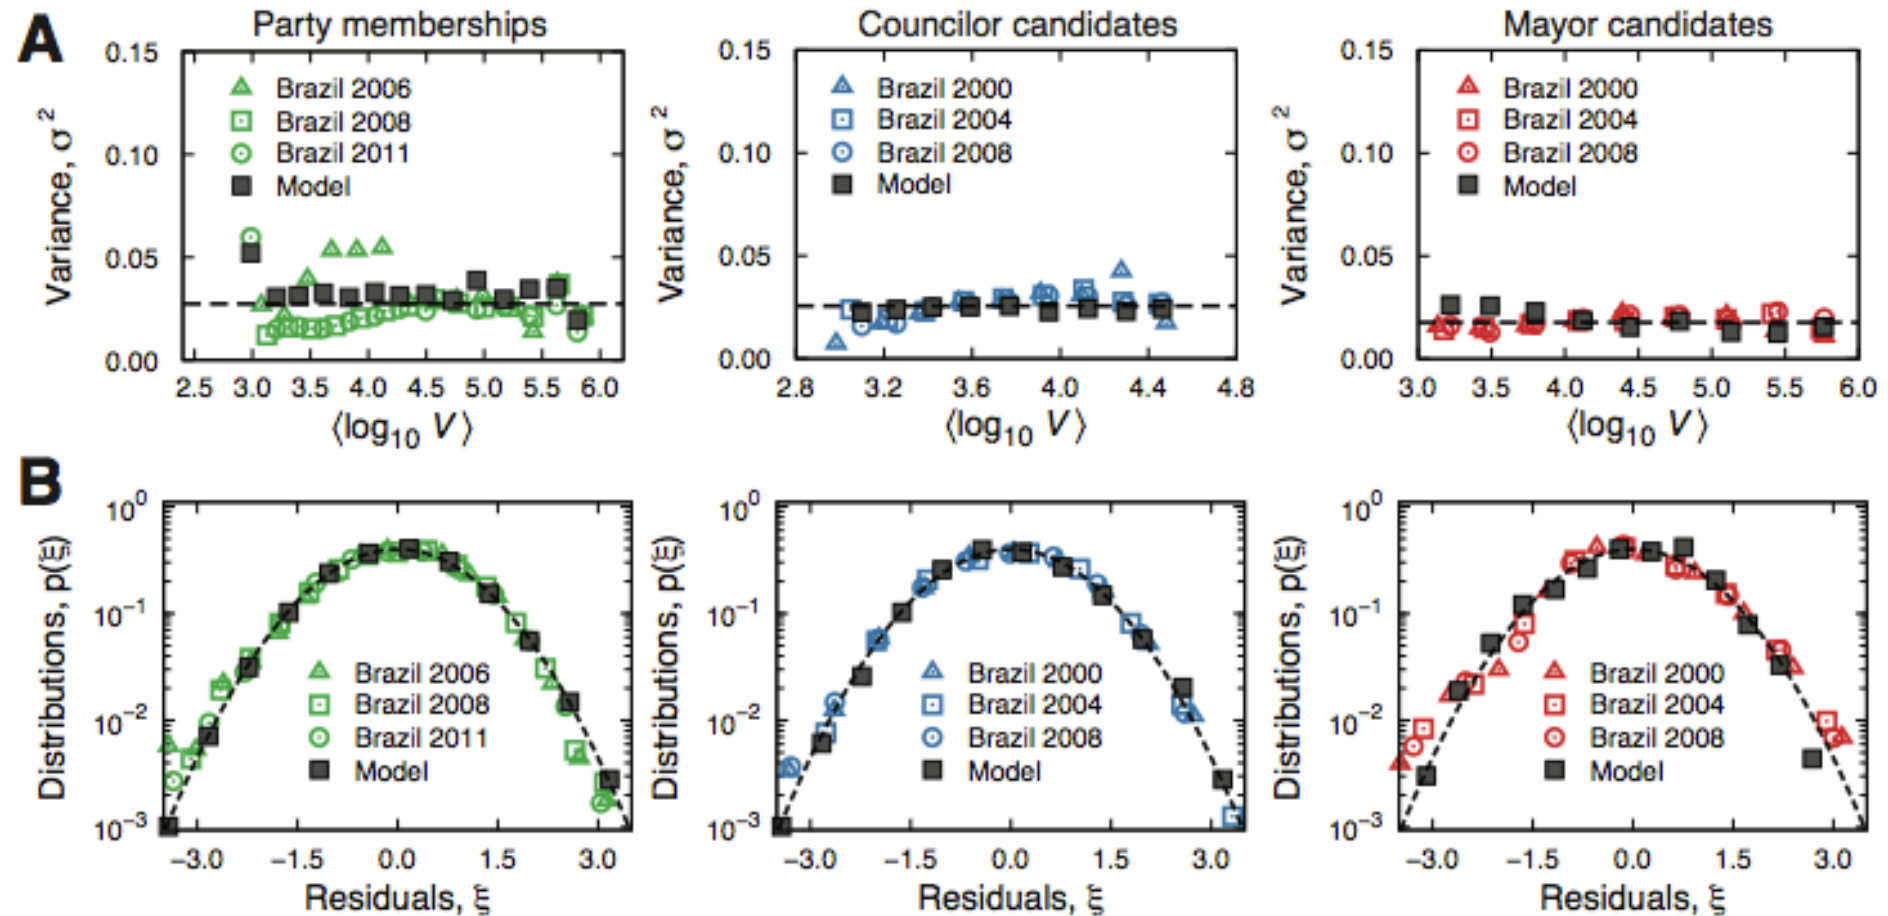 A
Party memberships
Variance, σ²
0.15
0.10
0.05
0.00
Brazil 2006
Brazil 2008
Brazil 2011
Model
2.5 3.0 3.5 4.0 4.5 5.0 5.5 6.0
⟨log₁₀ V⟩
Councilor candidates
Variance, σ²
0.15
0.10
0.05
0.00
Brazil 2000
Brazil 2004
Brazil 2008
Model
2.8 3.2 3.6 4.0 4.4 4.8
⟨log₁₀ V⟩
Mayor candidates
Variance, σ²
0.15
0.10
0.05
0.00
Brazil 2000
Brazil 2004
Brazil 2008
Model
3.0 3.5 4.0 4.5 5.0 5.5 6.0
⟨log₁₀ V⟩
B
Distributions, p(ξ)
10⁰
10⁻¹
10⁻²
10⁻³
Brazil 2006
Brazil 2008
Brazil 2011
Model
−3.0 −1.5 0.0 1.5 3.0
Residuals, ξ
Distributions, p(ξ)
10⁰
10⁻¹
10⁻²
10⁻³
Brazil 2000
Brazil 2004
Brazil 2008
Model
−3.0 −1.5 0.0 1.5 3.0
Residuals, ξ
Distributions, p(ξ)
10⁰
10⁻¹
10⁻²
10⁻³
Brazil 2000
Brazil 2004
Brazil 2008
Model
−3.0 −1.5 0.0 1.5 3.0
Residuals, ξ